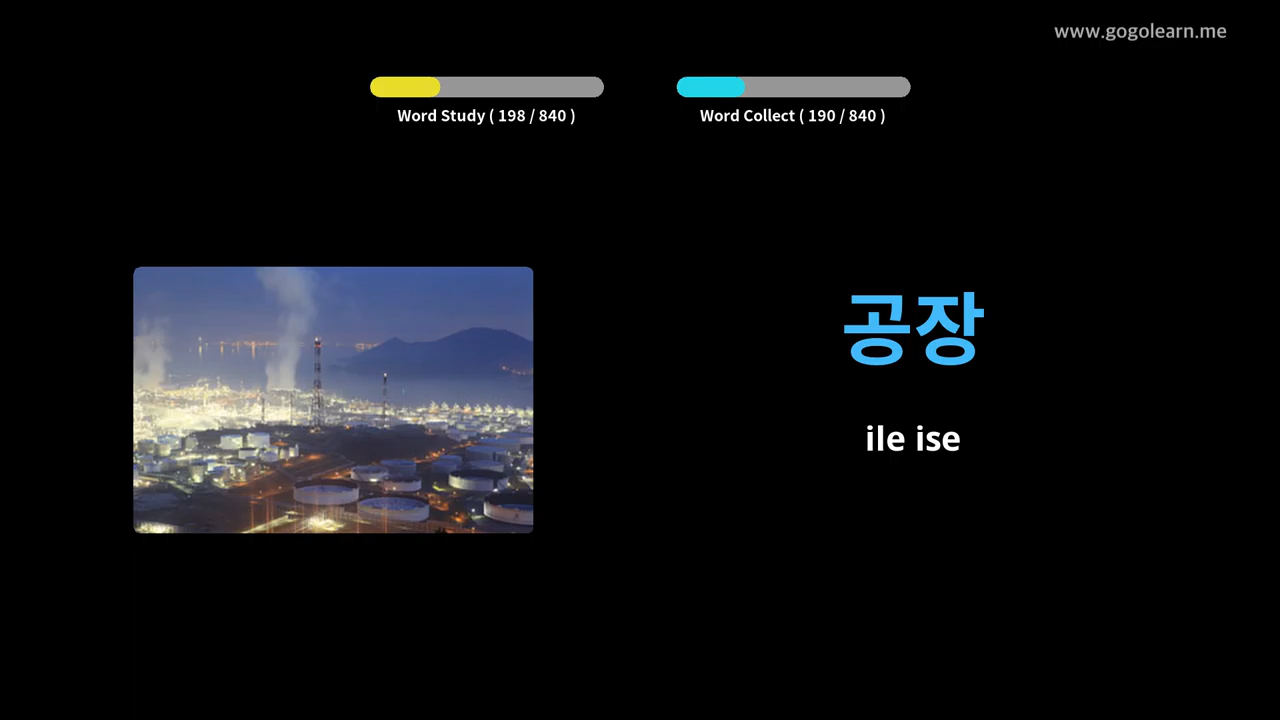 www.gogolearn.me
Word Study ( 198 / 840 )
Word Collect ( 190 / 840 )
공장
ile ise